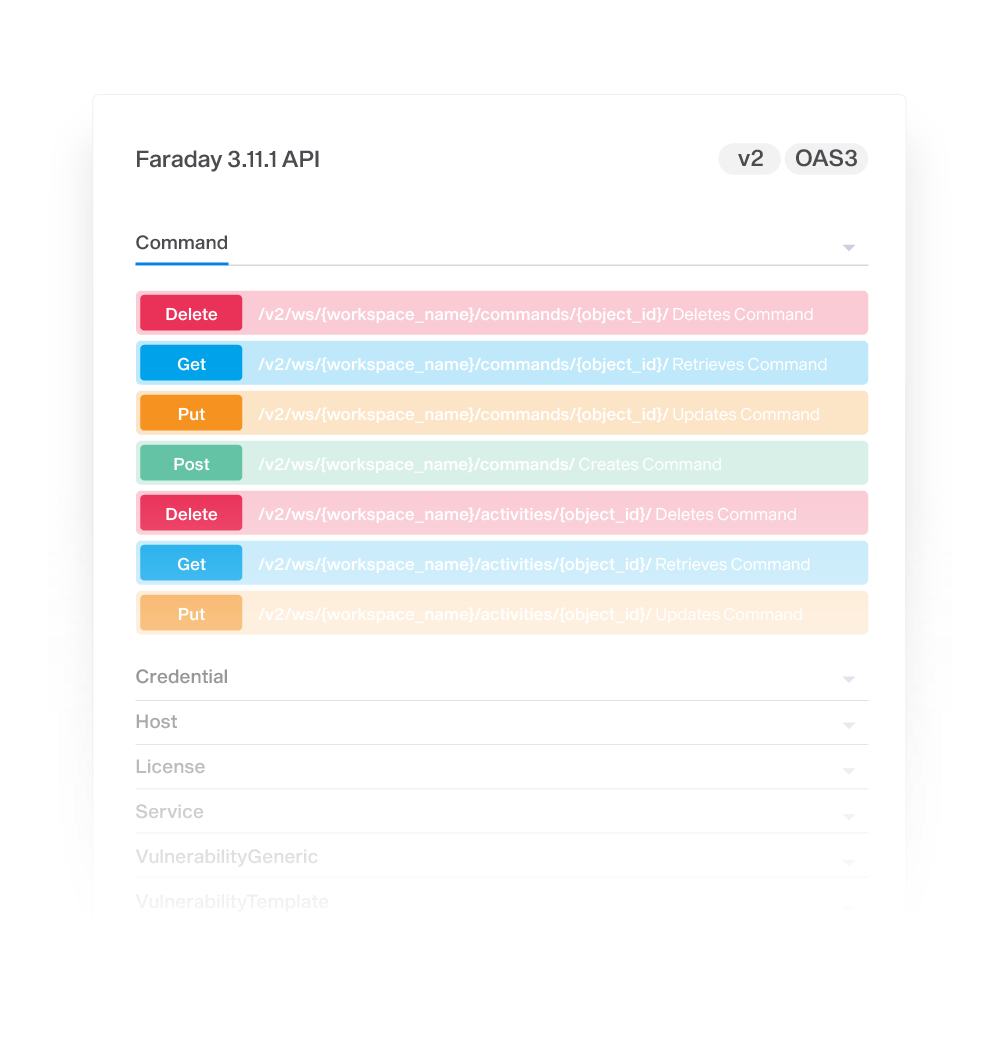 Faraday 3.11.1 API v2 OAS3
Command
Delete /v2/ws/{workspace_name}/commands/{object_id}/ Deletes Command
Get /v2/ws/{workspace_name}/commands/{object_id}/ Retrieves Command
Put /v2/ws/{workspace_name}/commands/{object_id}/ Updates Command
Post /v2/ws/{workspace_name}/commands/ Creates Command
Delete /v2/ws/{workspace_name}/activities/{object_id}/ Deletes Command
Get /v2/ws/{workspace_name}/activities/{object_id}/ Retrieves Command
Put /v2/ws/{workspace_name}/activities/{object_id}/ Updates Command
Credential
Host
License
Service
VulnerabilityGeneric
VulnerabilityTemplate